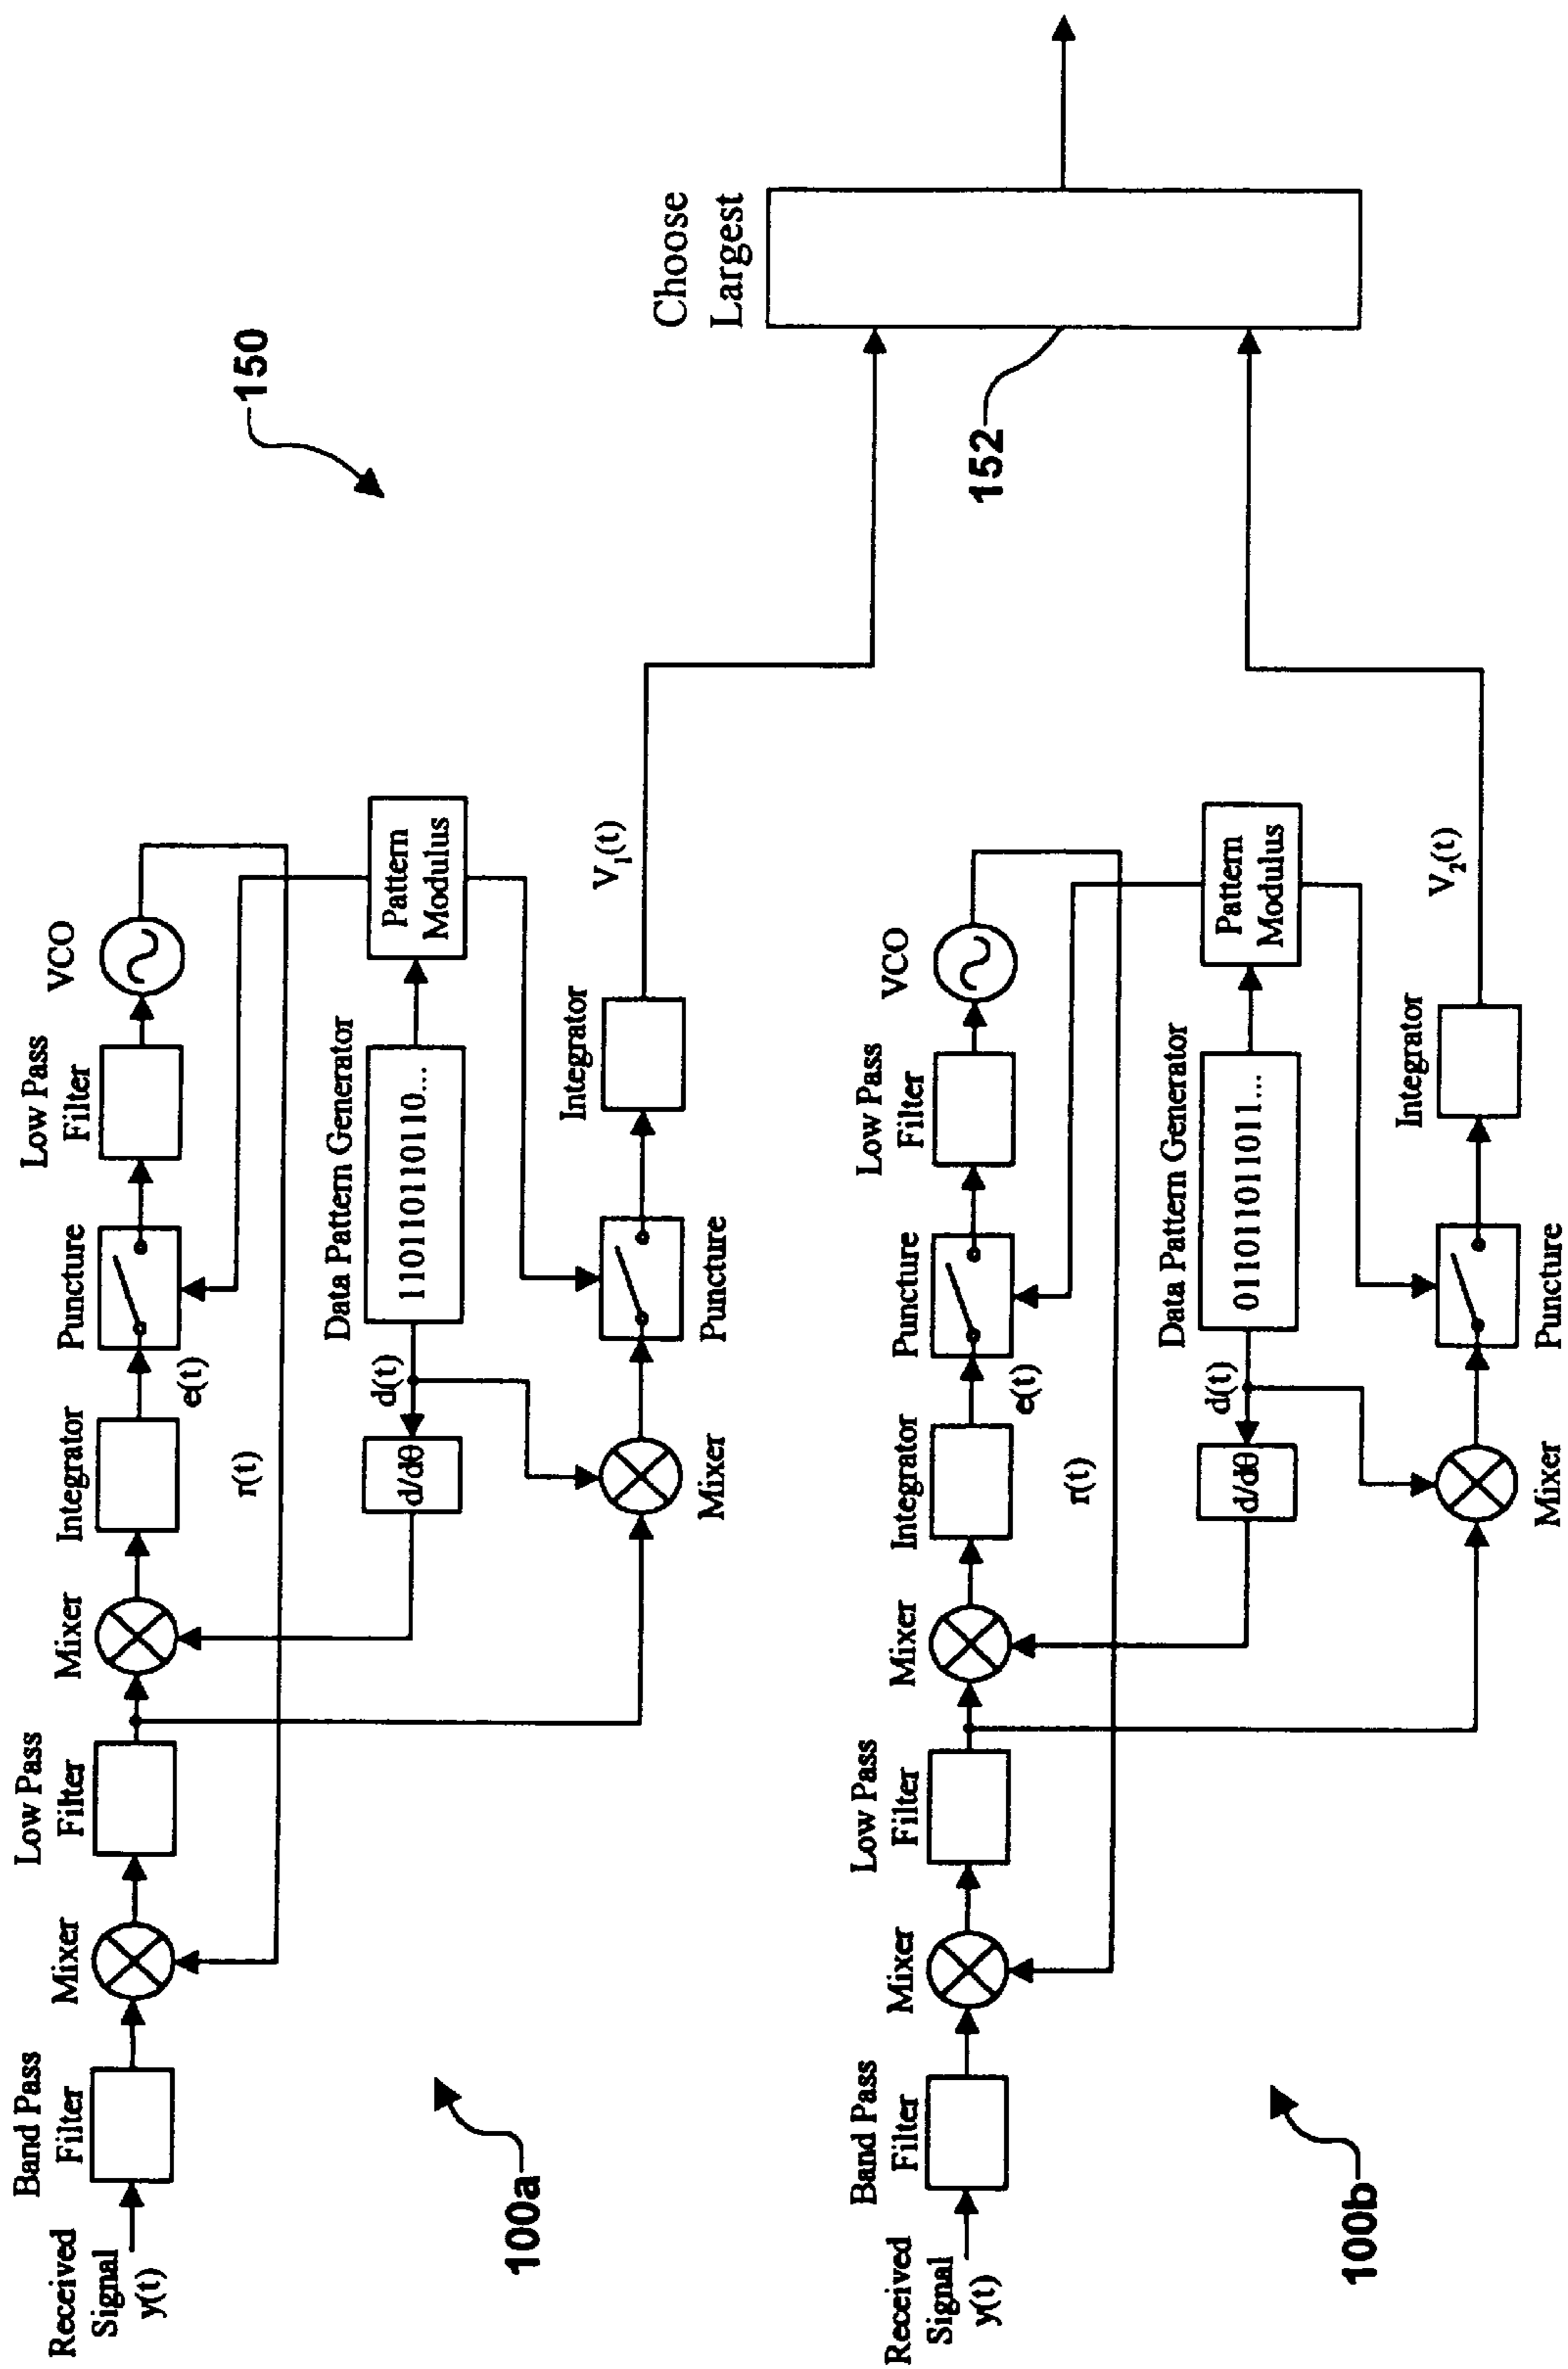 150
Received
Signal
y(t)
Band Pass
Filter
Mixer
Low Pass
Filter
Mixer
Integrator
e(t)
Puncture
Low Pass
Filter
VCO
r(t)
d/dθ
d(t)
Data Pattern Generator
110110110110...
Pattern
Modulus
Mixer
Puncture
Integrator
V₁(t)
100a
Choose
Largest
152
Received
Signal
y(t)
Band Pass
Filter
Mixer
Low Pass
Filter
Mixer
Integrator
e(t)
Puncture
Low Pass
Filter
VCO
r(t)
d/dθ
d(t)
Data Pattern Generator
011011011011...
Pattern
Modulus
Mixer
Puncture
Integrator
V₂(t)
100b